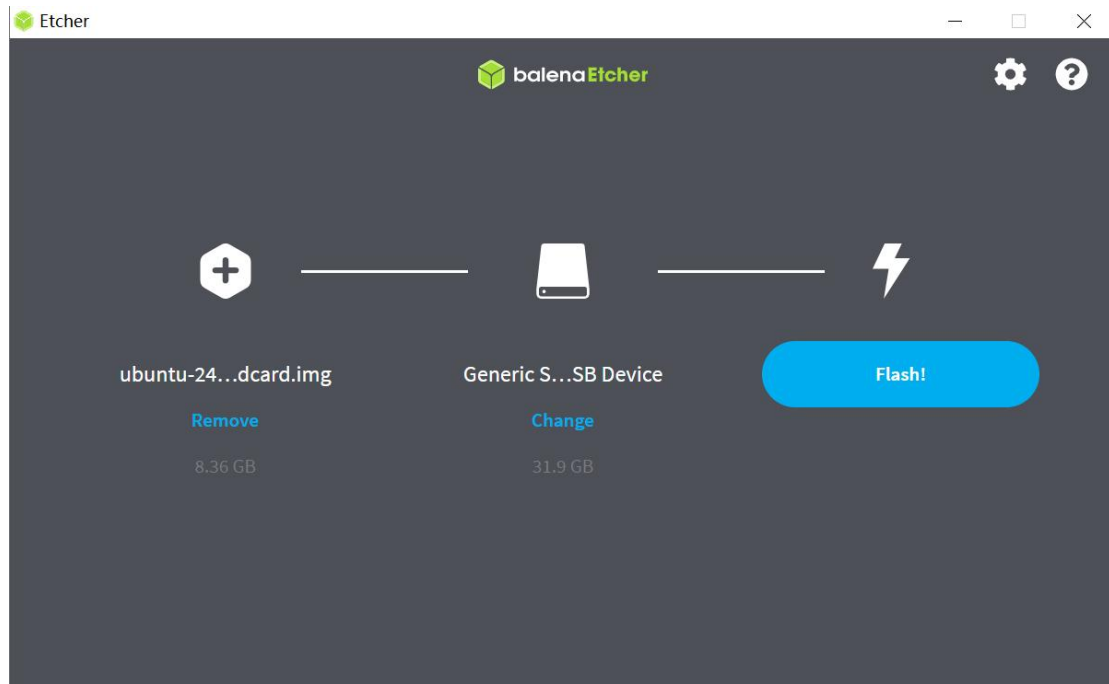 Etcher
balenaEtcher
ubuntu-24...dcard.img
Generic S...SB Device
Flash!
Remove
Change
8.36 GB
31.9 GB